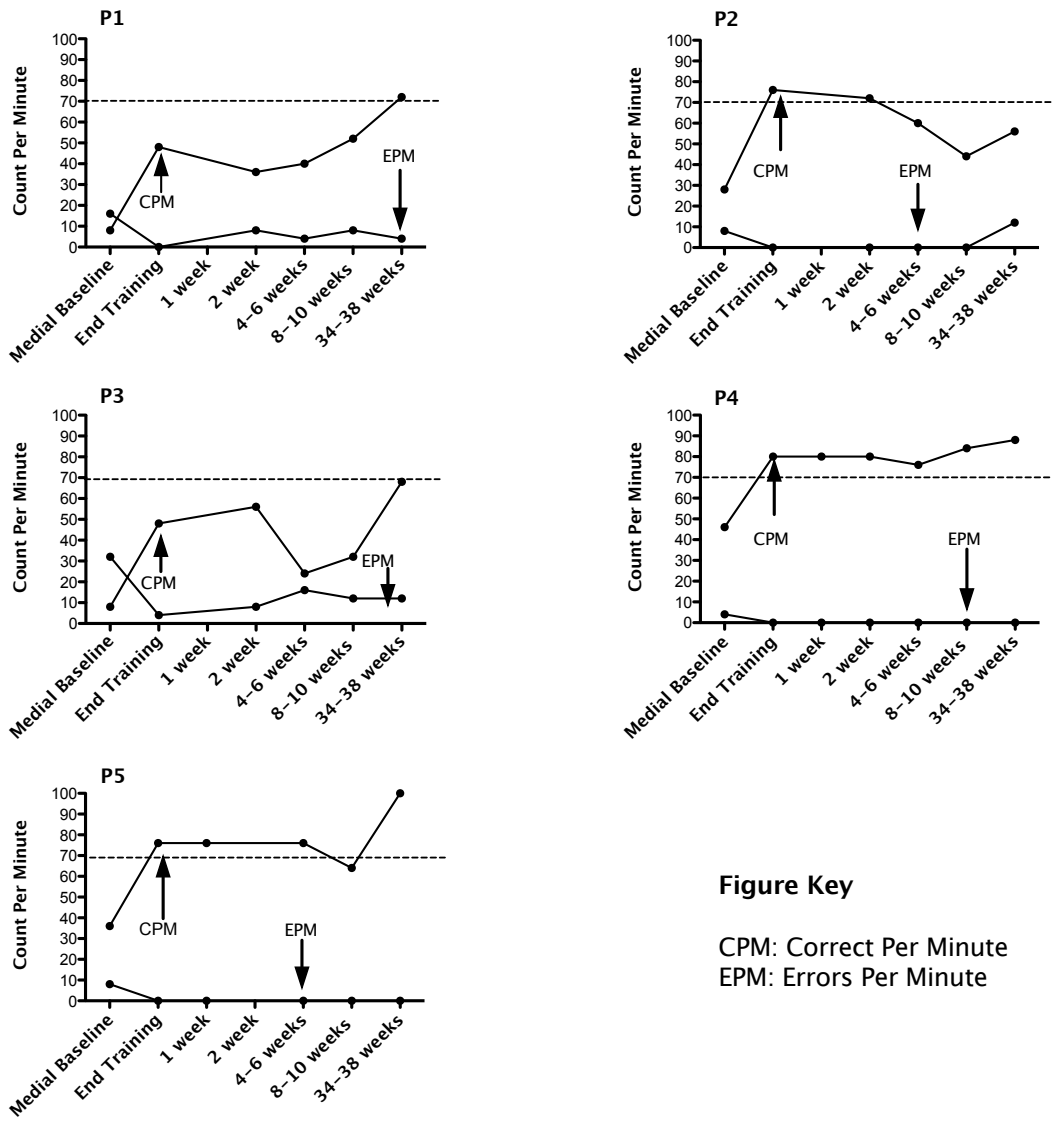 P1
Count Per Minute
100
90
80
70
60
50
40
30
20
10
0
CPM
EPM
Medial Baseline
End Training
1 week
2 week
4–6 weeks
8–10 weeks
34–38 weeks
P2
Count Per Minute
100
90
80
70
60
50
40
30
20
10
0
CPM
EPM
Medial Baseline
End Training
1 week
2 week
4–6 weeks
8–10 weeks
34–38 weeks
P3
Count Per Minute
100
90
80
70
60
50
40
30
20
10
0
CPM
EPM
Medial Baseline
End Training
1 week
2 week
4–6 weeks
8–10 weeks
34–38 weeks
P4
Count Per Minute
100
90
80
70
60
50
40
30
20
10
0
CPM
EPM
Medial Baseline
End Training
1 week
2 week
4–6 weeks
8–10 weeks
34–38 weeks
P5
Count Per Minute
100
90
80
70
60
50
40
30
20
10
0
CPM
EPM
Medial Baseline
End Training
1 week
2 week
4–6 weeks
8–10 weeks
34–38 weeks
Figure Key
CPM: Correct Per Minute
EPM: Errors Per Minute